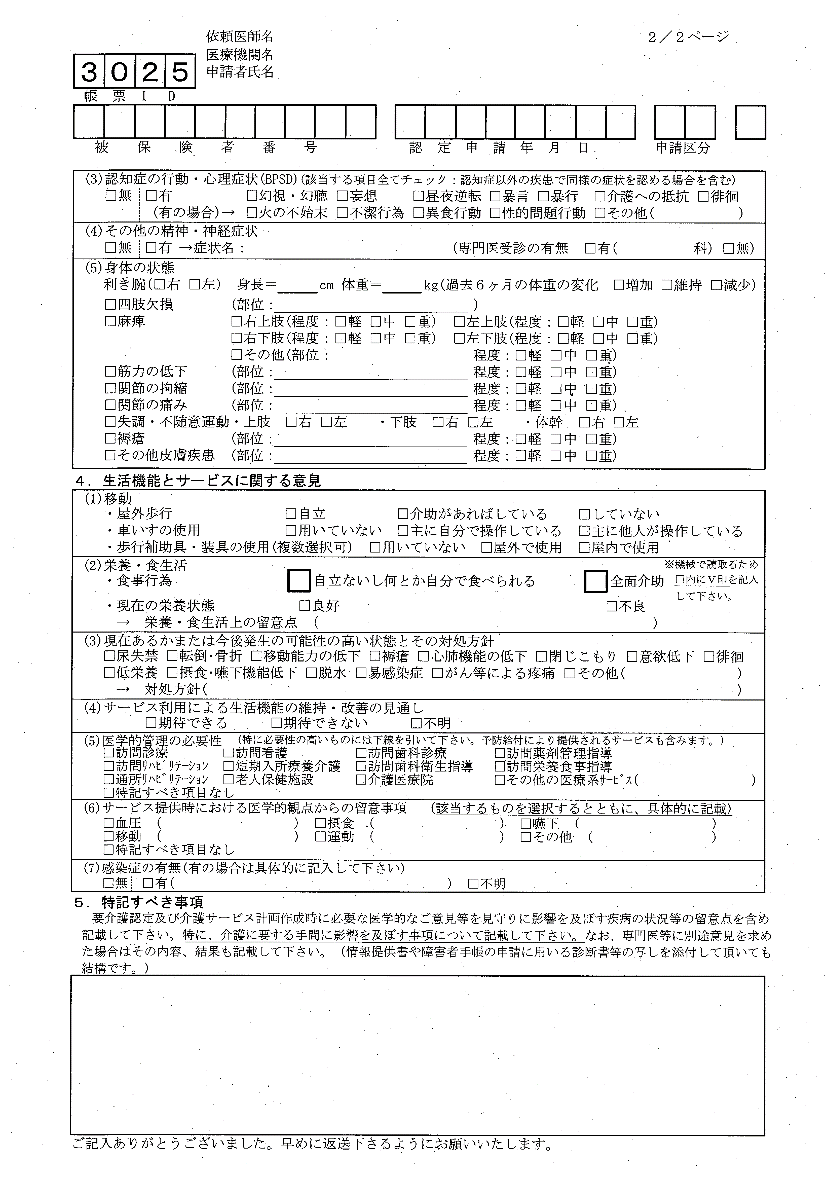 依頼医師名
2/2ページ
医療機関名
3025
申請者氏名
帳票ID
被保険者番号 認定申請年月日 申請区分
(3)認知症の行動・心理症状(BPSD)(該当する項目全てチェック:認知症以外の疾患で同様の症状を認める場合を含む)
□無 □有 □幻視・幻聴 □妄想 □昼夜逆転 □暴言 □暴行 □介護への抵抗 □徘徊
(有の場合)→ □火の不始末 □不潔行為 □異食行動 □性的問題行動 □その他( )
(4)その他の精神・神経症状
□無 □有 →症状名: (専門医受診の有無 □有( 科) □無)
(5)身体の状態
利き腕(□右 □左) 身長=______cm 体重=______kg(過去6ヶ月の体重の変化 □増加 □維持 □減少)
□四肢欠損 (部位: )
□麻痺 □右上肢(程度:□軽 □中 □重) □左上肢(程度:□軽 □中 □重)
□右下肢(程度:□軽 □中 □重) □左下肢(程度:□軽 □中 □重)
□その他(部位: 程度:□軽 □中 □重)
□筋力の低下 (部位: 程度:□軽 □中 □重)
□関節の拘縮 (部位: 程度:□軽 □中 □重)
□関節の痛み (部位: 程度:□軽 □中 □重)
□失調・不随意運動・上肢 □右 □左 ・下肢 □右 □左 ・体幹 □右 □左
□褥瘡 (部位: 程度:□軽 □中 □重)
□その他皮膚疾患 (部位: 程度:□軽 □中 □重)
4.生活機能とサービスに関する意見
(1)移動
・屋外歩行 □自立 □介助があればしている □していない
・車いすの使用 □用いていない □主に自分で操作している □主に他人が操作している
・歩行補助具・装具の使用(複数選択可) □用いていない □屋外で使用 □屋内で使用
(2)栄養・食生活 ※機械で読取るため
・食事行為 □自立ないし何とか自分で食べられる □全面介助 □内にVEを記入
して下さい。
・現在の栄養状態 □良好 □不良
→ 栄養・食生活上の留意点 ( )
(3)現在あるかまたは今後発生の可能性の高い状態とその対処方針
□尿失禁 □転倒・骨折 □移動能力の低下 □褥瘡 □心肺機能の低下 □閉じこもり □意欲低下 □徘徊
□低栄養 □摂食・嚥下機能低下 □脱水 □易感染症 □がん等による疼痛 □その他( )
→ 対処方針( )
(4)サービス利用による生活機能の維持・改善の見通し
□期待できる □期待できない □不明
(5)医学的管理の必要性 (特に必要性の高いものには下線を引いて下さい。予防給付により提供されるサービスも含みます。)
□訪問診療 □訪問看護 □訪問歯科診療 □訪問薬剤管理指導
□訪問リハビリテーション □短期入所療養介護 □訪問歯科衛生指導 □訪問栄養食事指導
□通所リハビリテーション □老人保健施設 □介護医療院 □その他の医療系サービス( )
□特記すべき項目なし
(6)サービス提供時における医学的観点からの留意事項 (該当するものを選択するとともに、具体的に記載)
□血圧 ( ) □摂食 ( ) □嚥下 ( )
□移動 ( ) □運動 ( ) □その他 ( )
□特記すべき項目なし
(7)感染症の有無(有の場合は具体的に記入して下さい)
□無 □有( ) □不明
5.特記すべき事項
要介護認定及び介護サービス計画作成時に必要な医学的なご意見等を見守りに影響を及ぼす疾病の状況等の留意点を含め
記載して下さい。特に、介護に要する手間に影響を及ぼす事項について記載して下さい。なお、専門医等に別途意見を求め
た場合はその内容、結果も記載して下さい。(情報提供書や障害者手帳の申請に用いる診断書等の写しを添付して頂いても
結構です。)
ご記入ありがとうございました。早めに返送下さるようにお願いいたします。